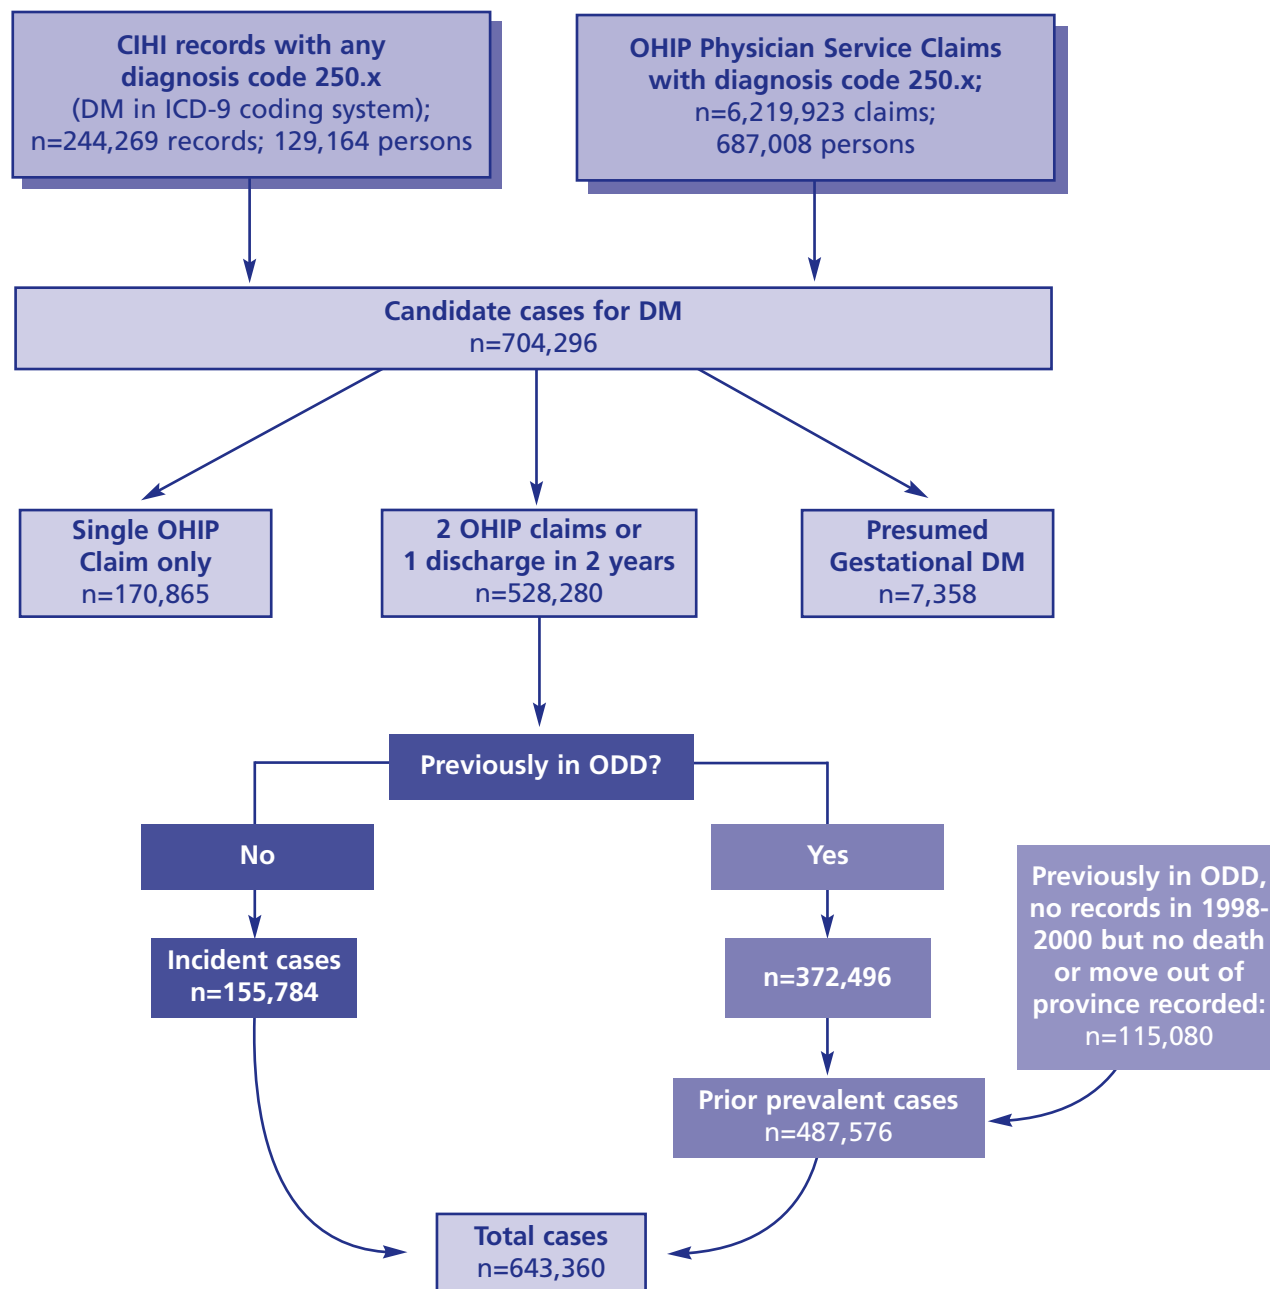 CIHI records with any
diagnosis code 250.x
(DM in ICD-9 coding system);
n=244,269 records; 129,164 persons
OHIP Physician Service Claims
with diagnosis code 250.x;
n=6,219,923 claims;
687,008 persons
Candidate cases for DM
n=704,296
Single OHIP
Claim only
n=170,865
2 OHIP claims or
1 discharge in 2 years
n=528,280
Presumed
Gestational DM
n=7,358
Previously in ODD?
No
Yes
Incident cases
n=155,784
n=372,496
Previously in ODD,
no records in 1998-
2000 but no death
or move out of
province recorded:
n=115,080
Prior prevalent cases
n=487,576
Total cases
n=643,360